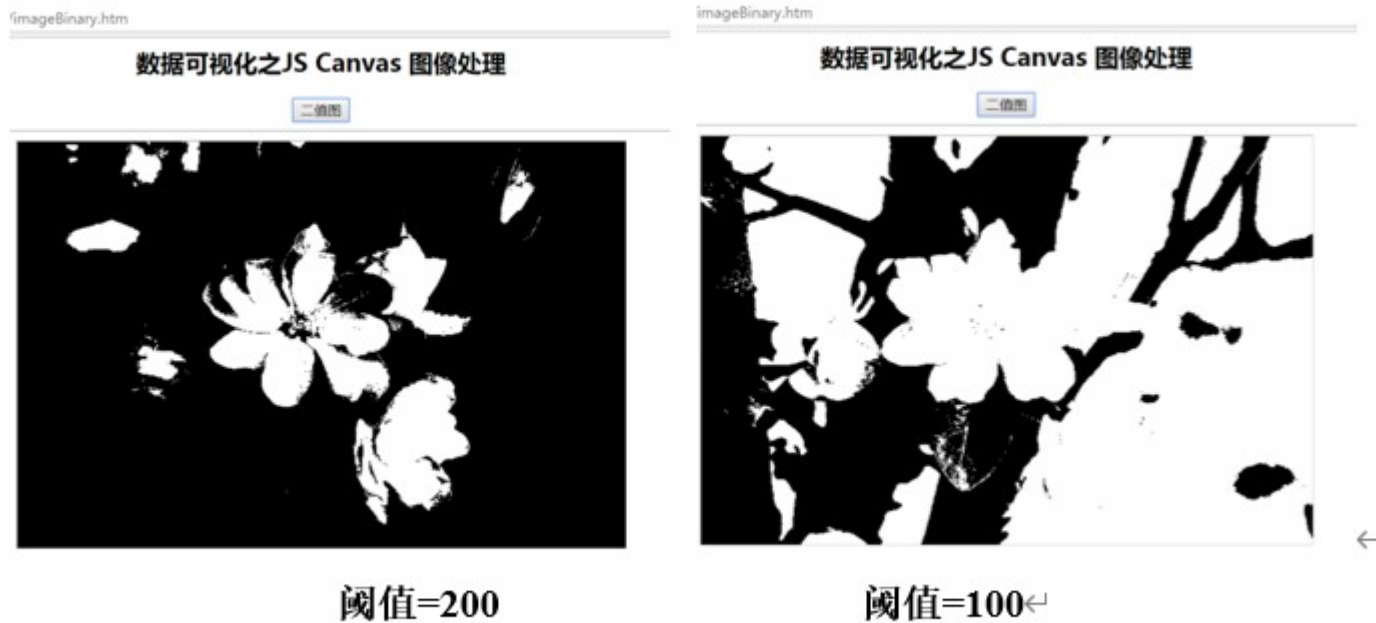 /imageBinary.htm
数据可视化之JS Canvas 图像处理
二值图
阈值=200
imageBinary.htm
数据可视化之JS Canvas 图像处理
二值图
阈值=100↵
↵